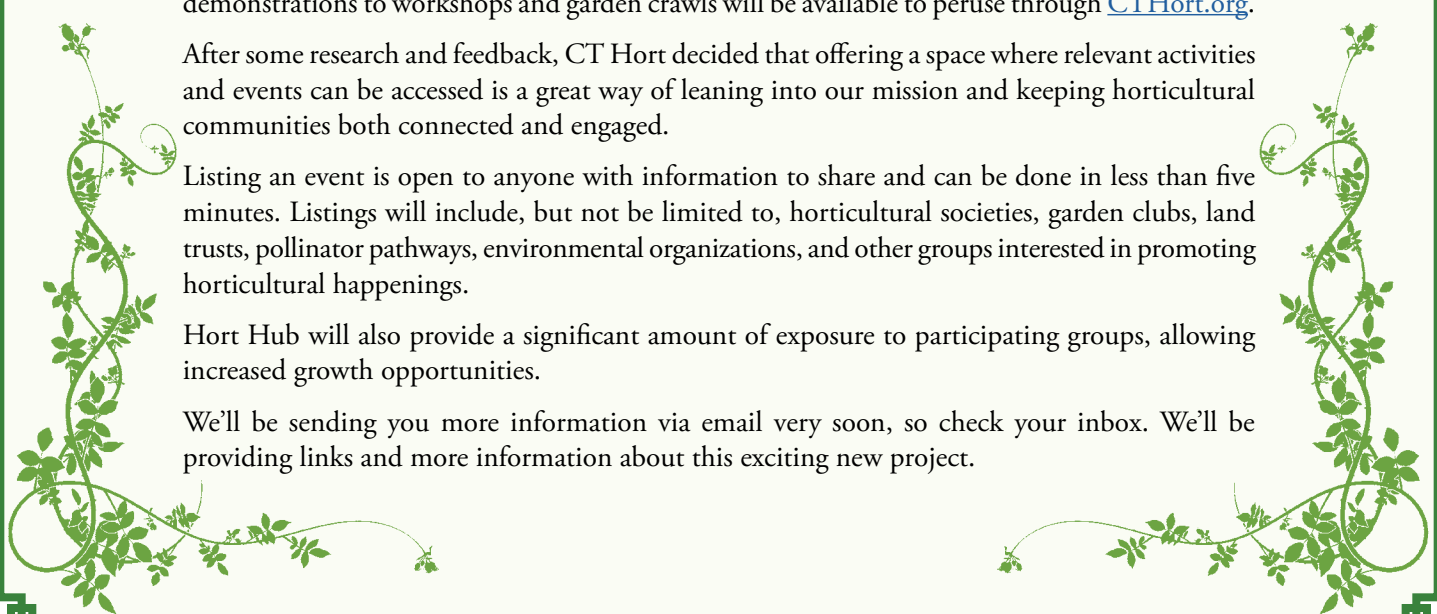 demonstrations to workshops and garden crawls will be available to peruse through CTHort.org.
After some research and feedback, CT Hort decided that offering a space where relevant activities
and events can be accessed is a great way of leaning into our mission and keeping horticultural
communities both connected and engaged.
Listing an event is open to anyone with information to share and can be done in less than five
minutes. Listings will include, but not be limited to, horticultural societies, garden clubs, land
trusts, pollinator pathways, environmental organizations, and other groups interested in promoting
horticultural happenings.
Hort Hub will also provide a significant amount of exposure to participating groups, allowing
increased growth opportunities.
We’ll be sending you more information via email very soon, so check your inbox. We’ll be
providing links and more information about this exciting new project.